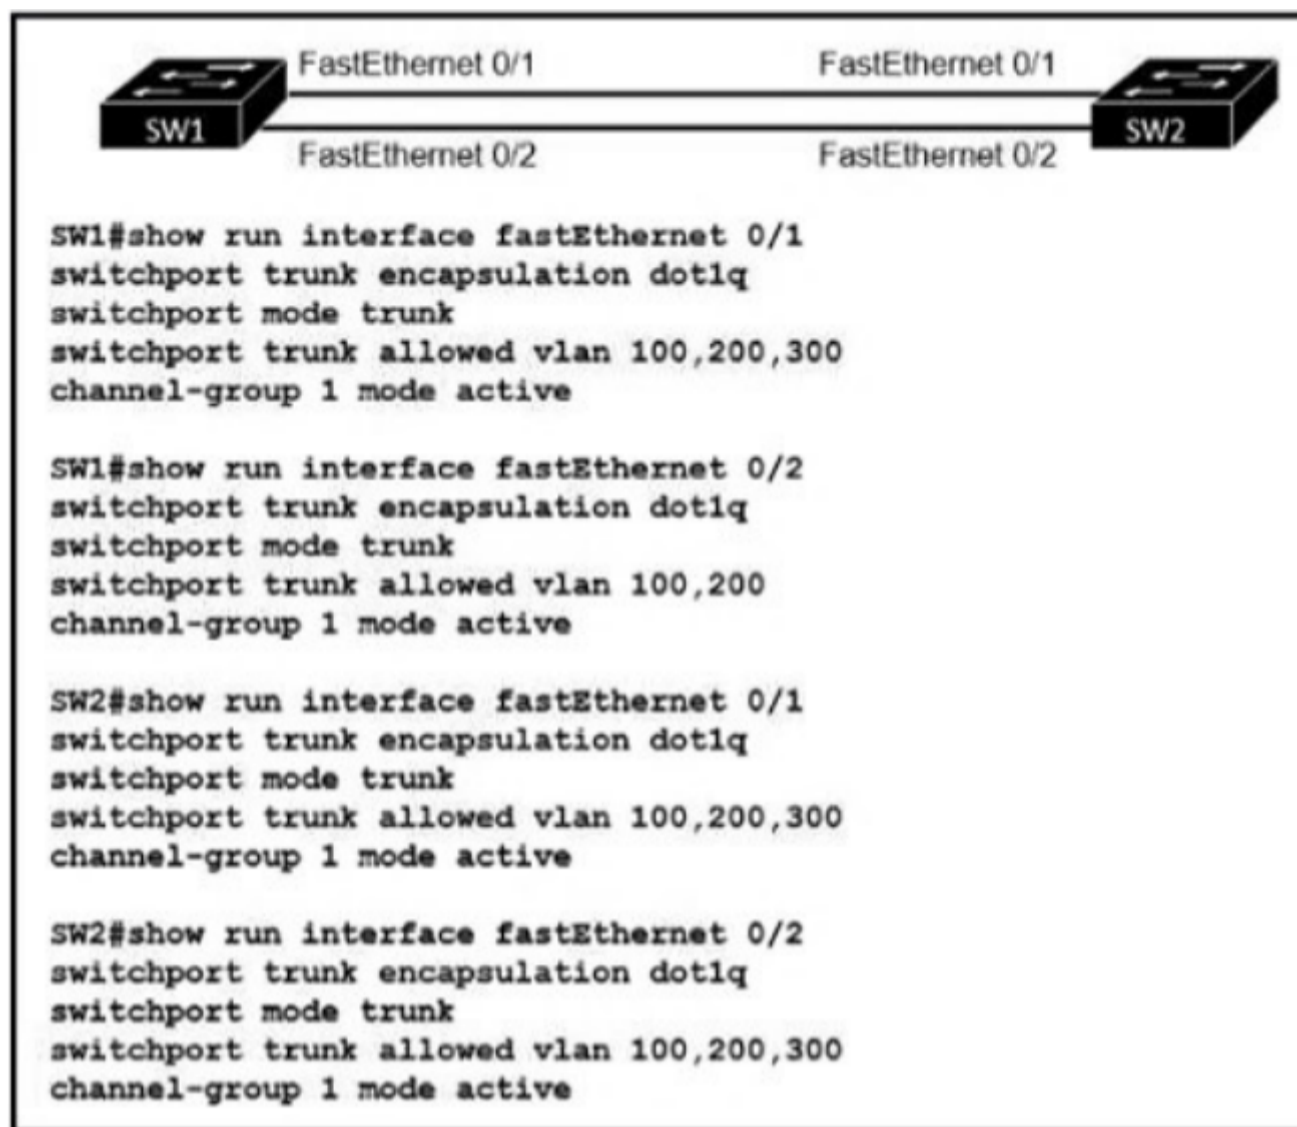 FastEthernet 0/1 FastEthernet 0/1
SW1 SW2
FastEthernet 0/2 FastEthernet 0/2
SW1#show run interface fastEthernet 0/1
switchport trunk encapsulation dot1q
switchport mode trunk
switchport trunk allowed vlan 100,200,300
channel-group 1 mode active
SW1#show run interface fastEthernet 0/2
switchport trunk encapsulation dot1q
switchport mode trunk
switchport trunk allowed vlan 100,200
channel-group 1 mode active
SW2#show run interface fastEthernet 0/1
switchport trunk encapsulation dot1q
switchport mode trunk
switchport trunk allowed vlan 100,200,300
channel-group 1 mode active
SW2#show run interface fastEthernet 0/2
switchport trunk encapsulation dot1q
switchport mode trunk
switchport trunk allowed vlan 100,200,300
channel-group 1 mode active